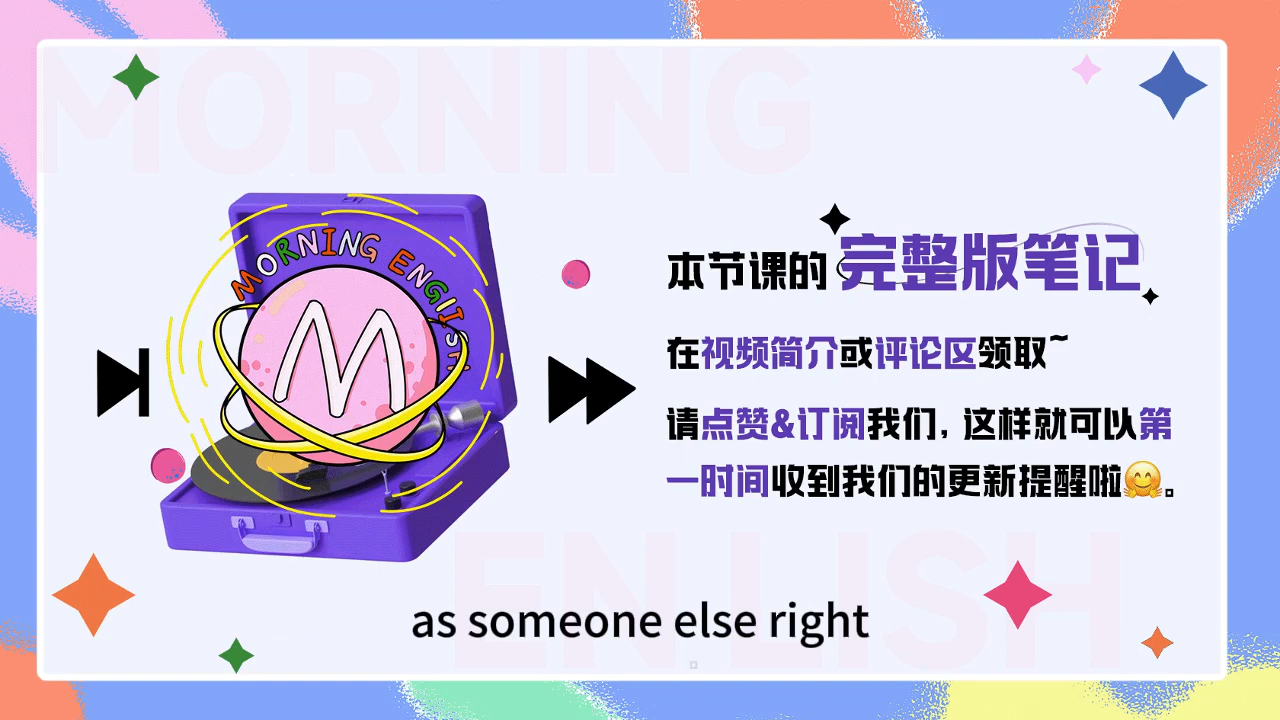 MORNING
MORNING ENGlISH
M
本节课的 完整版笔记
在视频简介或评论区领取~
请点赞&订阅我们, 这样就可以第
一时间收到我们的更新提醒啦🤗。
EN LISH
as someone else right